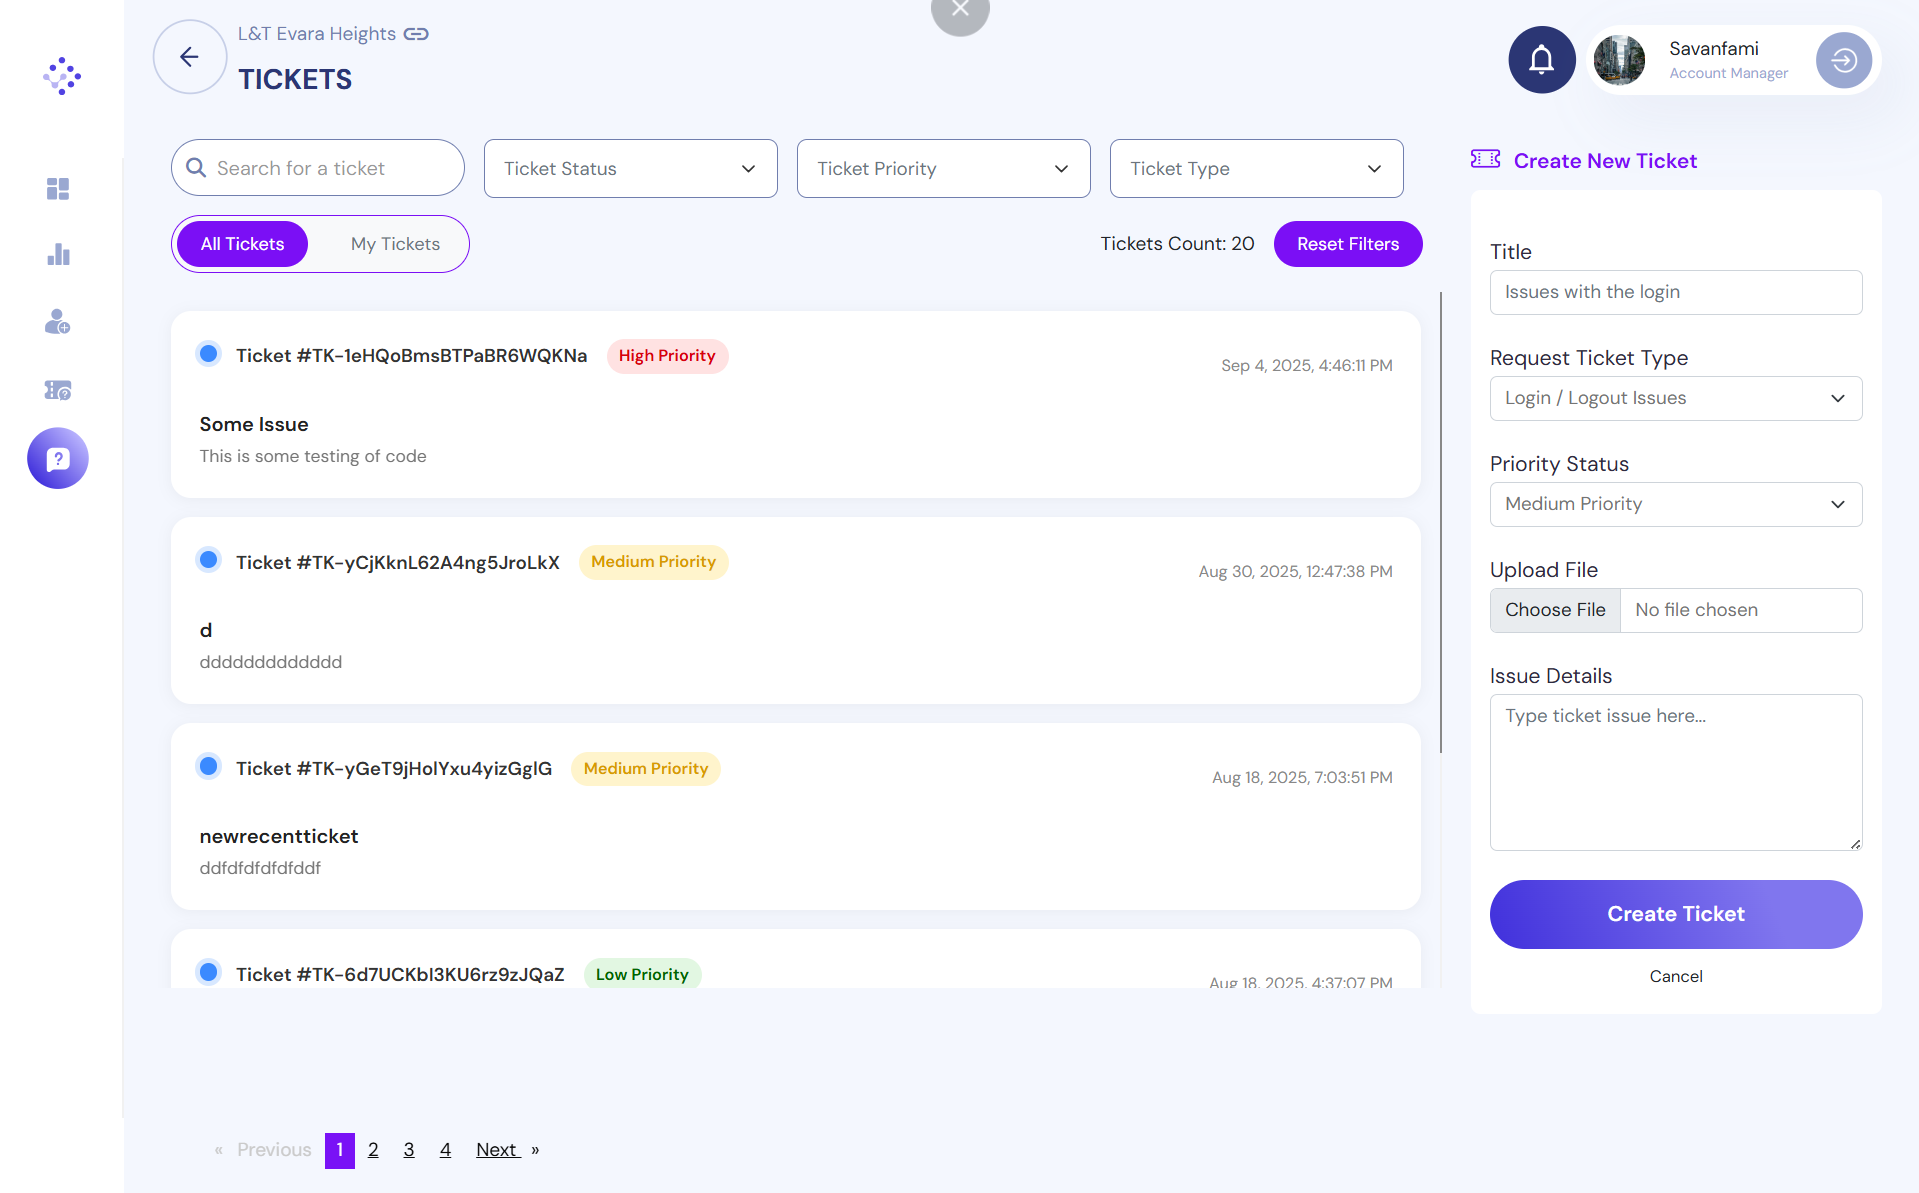 L&T Evara Heights
TICKETS
Savanfami
Account Manager
Search for a ticket
Ticket Status
Ticket Priority
Ticket Type
All Tickets
My Tickets
Tickets Count: 20
Reset Filters
Ticket #TK-1eHQoBmsBTPaBR6WQKNa
High Priority
Sep 4, 2025, 4:46:11 PM
Some Issue
This is some testing of code
Ticket #TK-yCjKknL62A4ng5JroLkX
Medium Priority
Aug 30, 2025, 12:47:38 PM
d
ddddddddddddd
Ticket #TK-yGeT9jHolYxu4yizGglG
Medium Priority
Aug 18, 2025, 7:03:51 PM
newrecentticket
ddfdfdfdfdfddf
Ticket #TK-6d7UCKbl3KU6rz9zJQaZ
Low Priority
Aug 18, 2025, 4:37:07 PM
« Previous 1 2 3 4 Next »
Create New Ticket
Title
Issues with the login
Request Ticket Type
Login / Logout Issues
Priority Status
Medium Priority
Upload File
Choose File
No file chosen
Issue Details
Type ticket issue here...
Create Ticket
Cancel